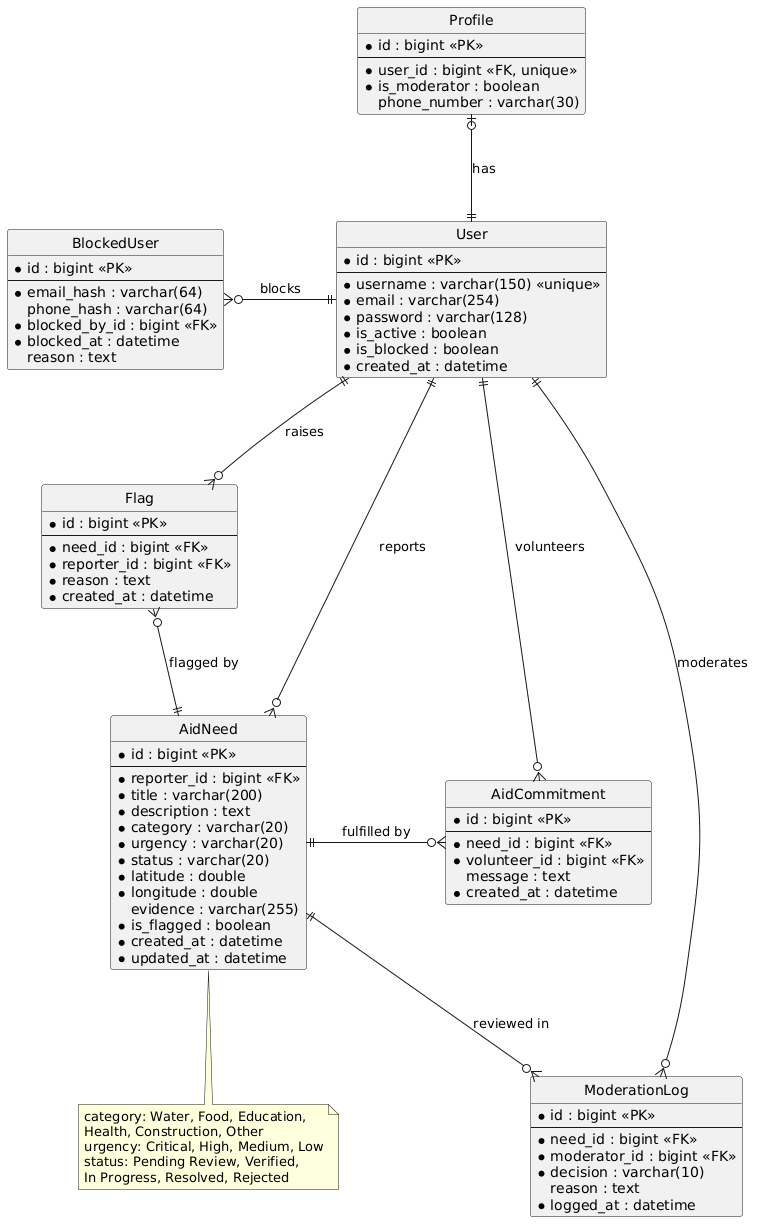 Profile
id : bigint «PK»
user_id : bigint «FK, unique»
is_moderator : boolean
phone_number : varchar(30)
has
BlockedUser
id : bigint «PK»
email_hash : varchar(64)
phone_hash : varchar(64)
blocked_by_id : bigint «FK»
blocked_at : datetime
reason : text
blocks
User
id : bigint «PK»
username : varchar(150) «unique»
email : varchar(254)
password : varchar(128)
is_active : boolean
is_blocked : boolean
created_at : datetime
raises
reports
volunteers
moderates
Flag
id : bigint «PK»
need_id : bigint «FK»
reporter_id : bigint «FK»
reason : text
created_at : datetime
flagged by
AidNeed
id : bigint «PK»
reporter_id : bigint «FK»
title : varchar(200)
description : text
category : varchar(20)
urgency : varchar(20)
status : varchar(20)
latitude : double
longitude : double
evidence : varchar(255)
is_flagged : boolean
created_at : datetime
updated_at : datetime
fulfilled by
AidCommitment
id : bigint «PK»
need_id : bigint «FK»
volunteer_id : bigint «FK»
message : text
created_at : datetime
reviewed in
category: Water, Food, Education,
Health, Construction, Other
urgency: Critical, High, Medium, Low
status: Pending Review, Verified,
In Progress, Resolved, Rejected
ModerationLog
id : bigint «PK»
need_id : bigint «FK»
moderator_id : bigint «FK»
decision : varchar(10)
reason : text
logged_at : datetime